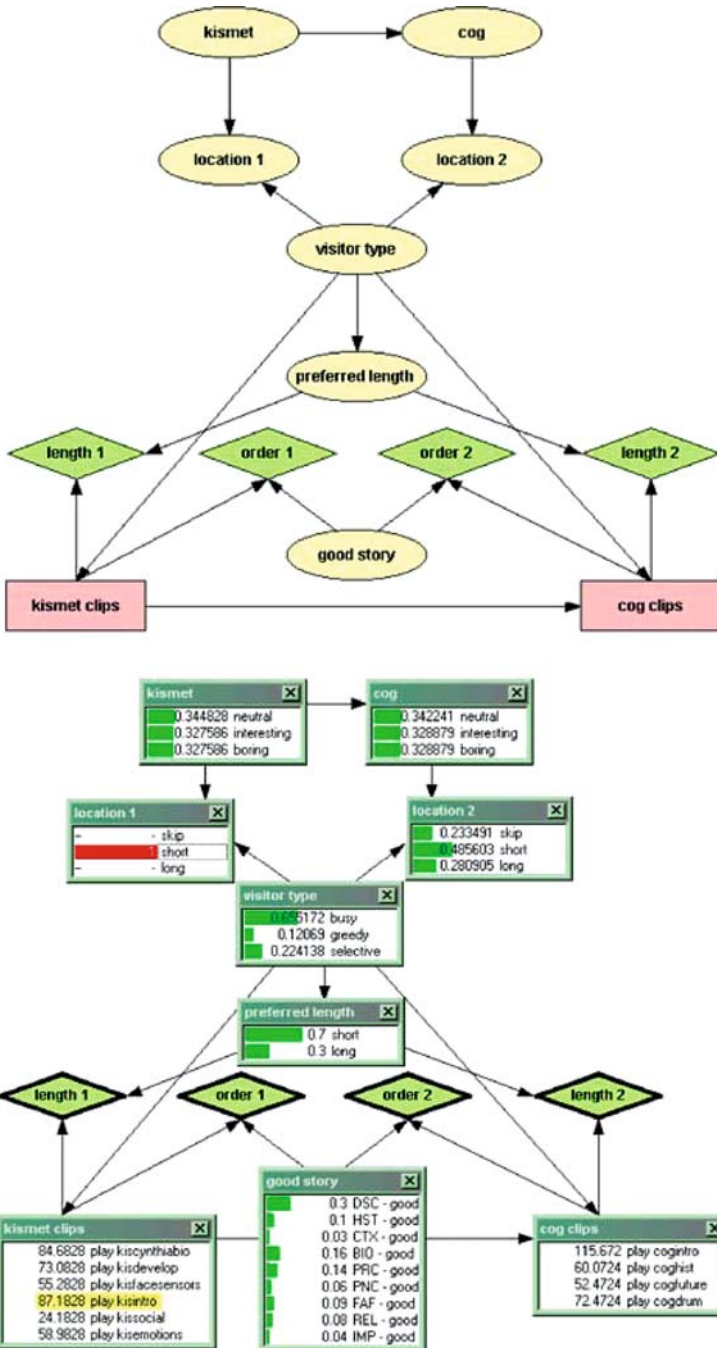 kismet
cog
location 1
location 2
visitor type
preferred length
length 1
order 1
order 2
length 2
good story
kismet clips
cog clips
kismet
0.344828 neutral
0.327586 interesting
0.327586 boring
cog
0.342241 neutral
0.328879 interesting
0.328879 boring
location 1
- - skip
1 short
- - long
location 2
0.233491 skip
0.485603 short
0.280905 long
visitor type
0.655172 busy
0.12069 greedy
0.224138 selective
preferred length
0.7 short
0.3 long
length 1
order 1
order 2
length 2
good story
0.3 DSC - good
0.1 HST - good
0.03 CTX - good
0.16 BIO - good
0.14 PRC - good
0.06 PNC - good
0.09 FAF - good
0.08 REL - good
0.04 IMP - good
kismet clips
84.6828 play kiscynthiabio
73.0828 play kisdevelop
55.2828 play kisfacesensors
87.1828 play kisintro
24.1828 play kissocial
58.9828 play kisemotions
cog clips
115.672 play cogintro
60.0724 play coghist
52.4724 play cogfuture
72.4724 play cogdrum